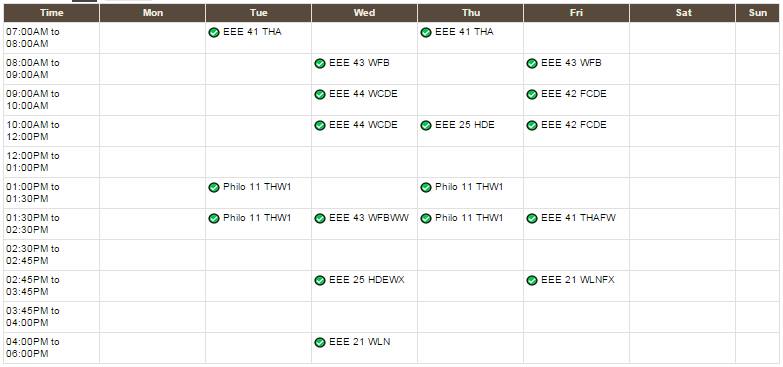 Time Mon Tue Wed Thu Fri Sat Sun
07:00AM to EEE 41 THA EEE 41 THA
08:00AM
08:00AM to EEE 43 WFB EEE 43 WFB
09:00AM
09:00AM to EEE 44 WCDE EEE 42 FCDE
10:00AM
10:00AM to EEE 44 WCDE EEE 25 HDE EEE 42 FCDE
12:00PM
12:00PM to
01:00PM
01:00PM to Philo 11 THW1 Philo 11 THW1
01:30PM
01:30PM to Philo 11 THW1 EEE 43 WFBWW Philo 11 THW1 EEE 41 THAFW
02:30PM
02:30PM to
02:45PM
02:45PM to EEE 25 HDEWX EEE 21 WLNFX
03:45PM
03:45PM to
04:00PM
04:00PM to EEE 21 WLN
06:00PM